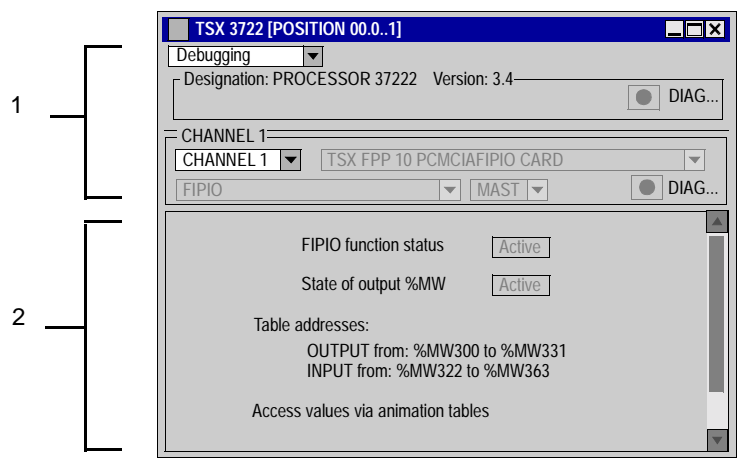 TSX 3722 [POSITION 00.0..1]
Debugging
Designation: PROCESSOR 37222 Version: 3.4
DIAG...
1
CHANNEL 1
CHANNEL 1 TSX FPP 10 PCMCIAFIPIO CARD
FIPIO MAST DIAG...
FIPIO function status Active
State of output %MW Active
2
Table addresses:
OUTPUT from: %MW300 to %MW331
INPUT from: %MW322 to %MW363
Access values via animation tables